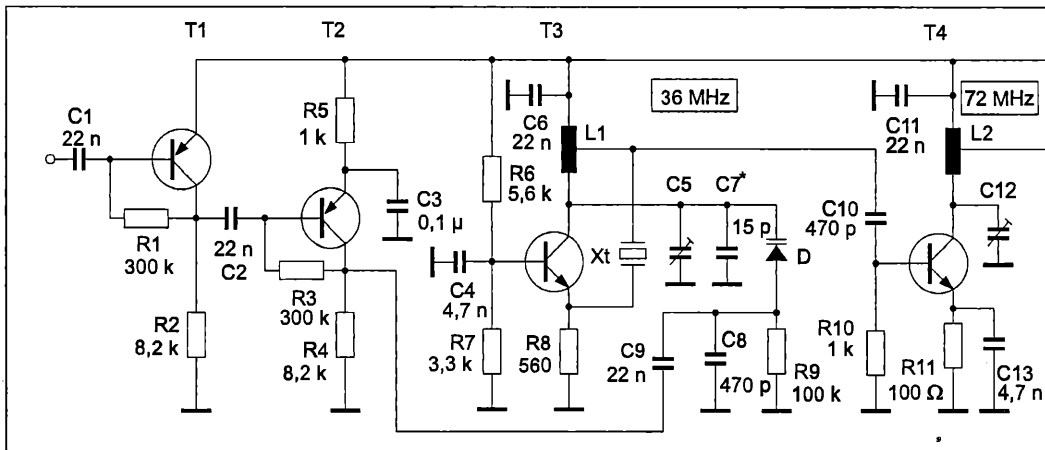 T1
T2
T3
T4
C1
22 n
R1
300 k
R2
8,2 k
22 n
C2
R5
1 k
C3
0,1 µ
R3
300 k
R4
8,2 k
R6
5,6 k
C4
4,7 n
R7
3,3 k
C6
22 n
L1
36 MHz
Xt
R8
560
C5
C7*
15 p
D
C9
22 n
C8
470 p
R9
100 k
C10
470 p
R10
1 k
C11
22 n
72 MHz
L2
C12
R11
100 Ω
C13
4,7 n